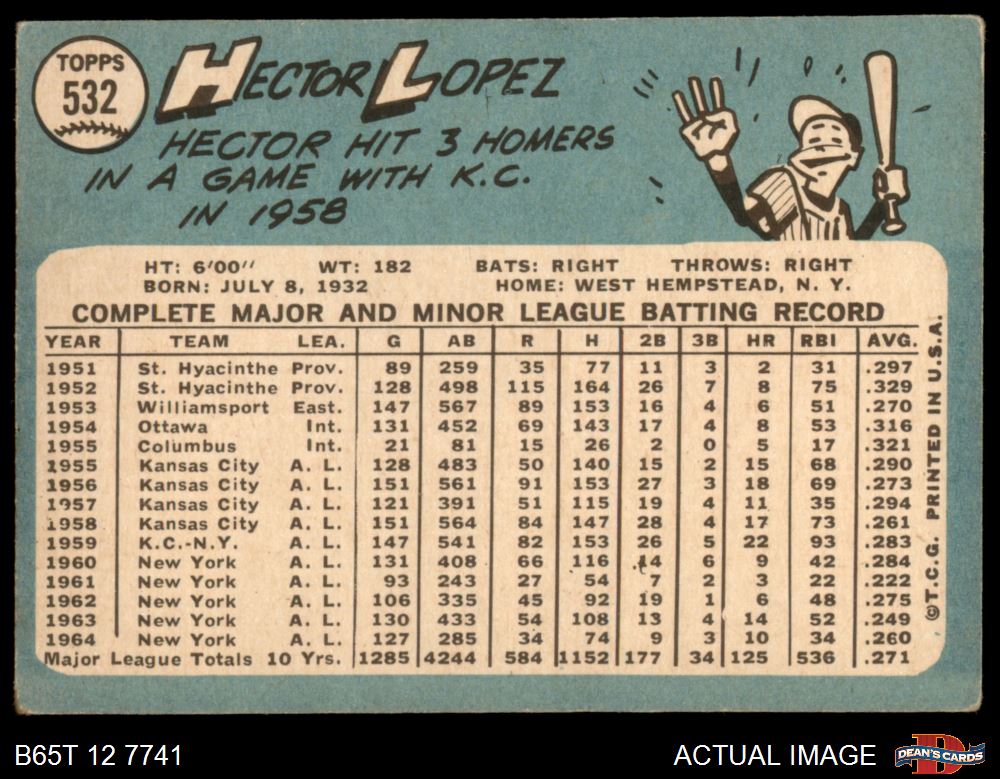 TOPPS
532
HECTOR LOPEZ
HECTOR HIT 3 HOMERS
IN A GAME WITH K.C.
IN 1958
HT: 6'00" WT: 182 BATS: RIGHT THROWS: RIGHT
BORN: JULY 8, 1932 HOME: WEST HEMPSTEAD, N. Y.
COMPLETE MAJOR AND MINOR LEAGUE BATTING RECORD
YEAR TEAM LEA. G AB R H 2B 3B HR RBI AVG.
1951 St. Hyacinthe Prov. 89 259 35 77 11 3 2 31 .297
1952 St. Hyacinthe Prov. 128 498 115 164 26 7 8 75 .329
1953 Williamsport East. 147 567 89 153 16 4 6 51 .270
1954 Ottawa Int. 131 452 69 143 17 4 8 53 .316
1955 Columbus Int. 21 81 15 26 2 0 5 17 .321
1955 Kansas City A. L. 128 483 50 140 15 2 15 68 .290
1956 Kansas City A. L. 151 561 91 153 27 3 18 69 .273
1957 Kansas City A. L. 121 391 51 115 19 4 11 35 .294
1958 Kansas City A. L. 151 564 84 147 28 4 17 73 .261
1959 K.C.-N.Y. A. L. 147 541 82 153 26 5 22 93 .283
1960 New York A. L. 131 408 66 116 14 6 9 42 .284
1961 New York A. L. 93 243 27 54 7 2 3 22 .222
1962 New York A. L. 106 335 45 92 19 1 6 48 .275
1963 New York A. L. 130 433 54 108 13 4 14 52 .249
1964 New York A. L. 127 285 34 74 9 3 10 34 .260
Major League Totals 10 Yrs. 1285 4244 584 1152 177 34 125 536 .271
©T.C.G. PRINTED IN U.S.A.
B65T 12 7741
ACTUAL IMAGE
D
DEAN'S CARDS